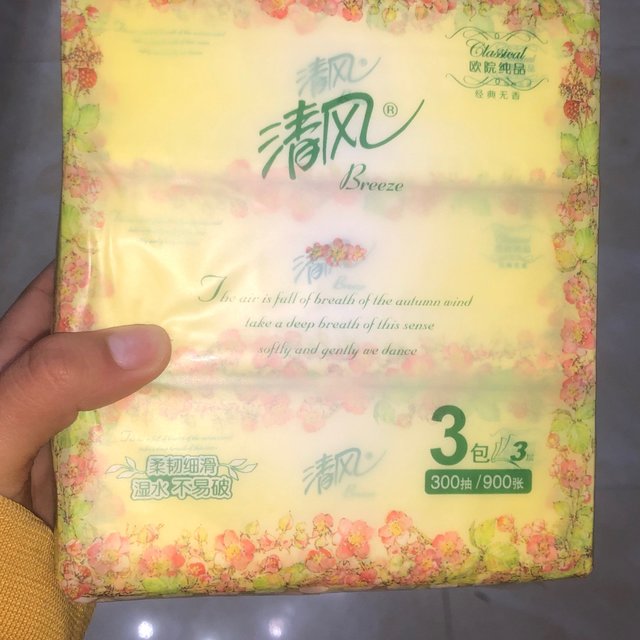 Classical
欧院纯品
经典无香
清风
清风®
Breeze
清风
Breeze
The air is full of breath of the autumn wind
take a deep breath of this sense
softly and gently we dance
3包
3层
300抽/900张
柔韧细滑
湿水不易破
清风
Breeze